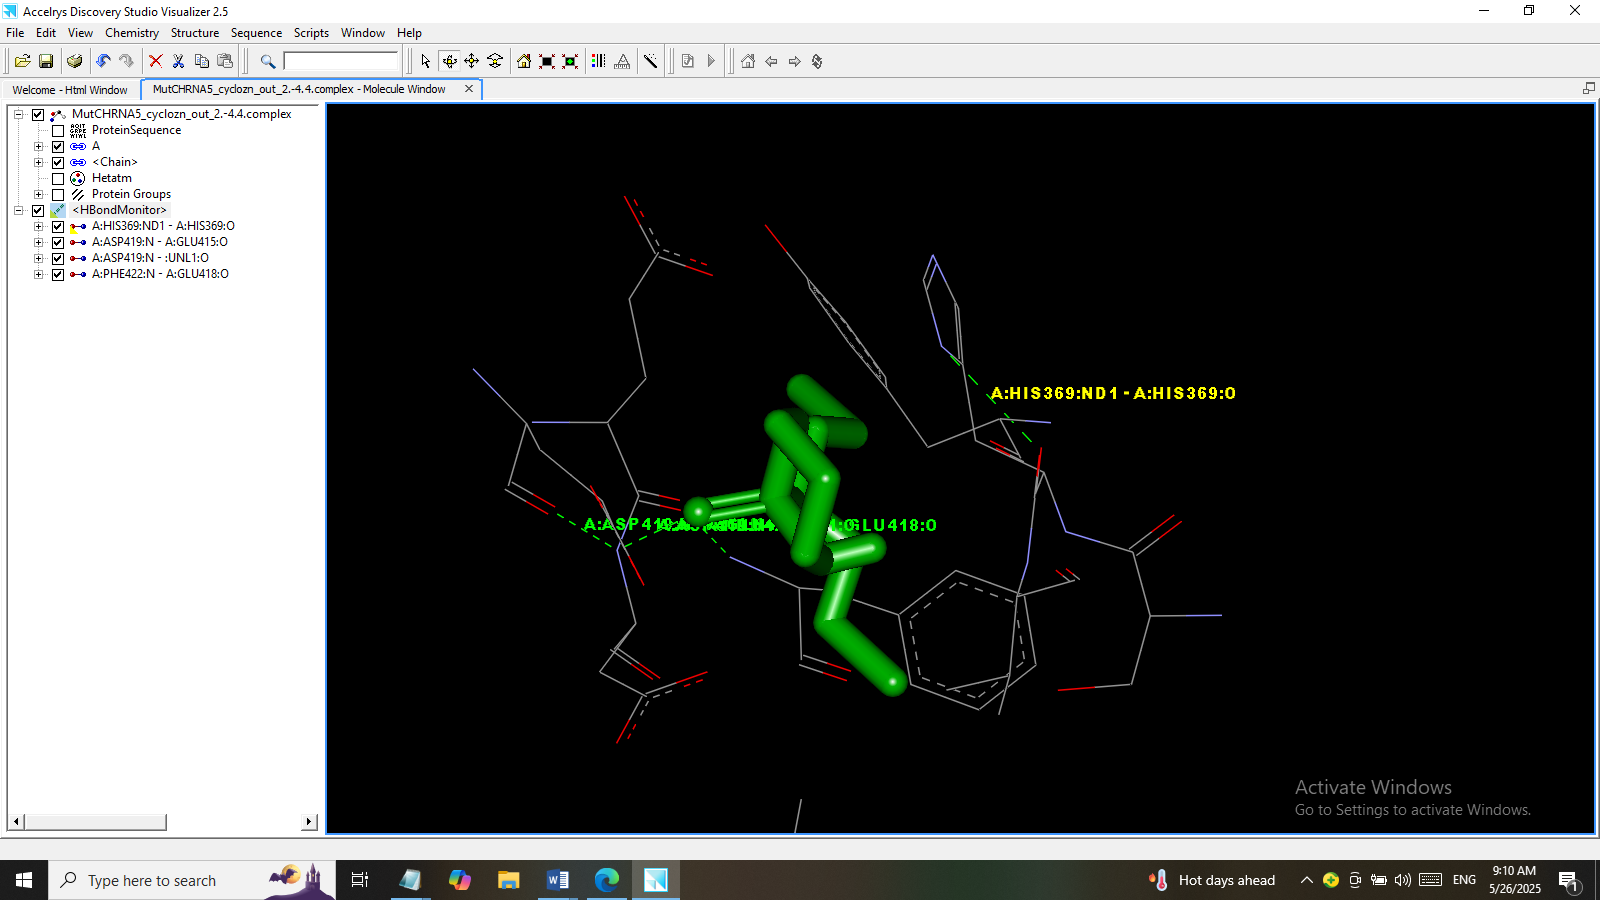 Accelrys Discovery Studio Visualizer 2.5
File Edit View Chemistry Structure Sequence Scripts Window Help
Welcome - Html Window
MutCHRNA5_cyclozn_out_2.-4.4.complex - Molecule Window
MutCHRNA5_cyclozn_out_2.-4.4.complex
ProteinSequence
A
<Chain>
Hetatm
Protein Groups
<HBondMonitor>
A:HIS369:ND1 - A:HIS369:O
A:ASP419:N - A:GLU415:O
A:ASP419:N - :UNL1:O
A:PHE422:N - A:GLU418:O
A:HIS369:ND1 - A:HIS369:O
A:ASP419
GLU418:O
Activate Windows
Go to Settings to activate Windows.
Type here to search
Hot days ahead
ENG
9:10 AM
5/26/2025
1